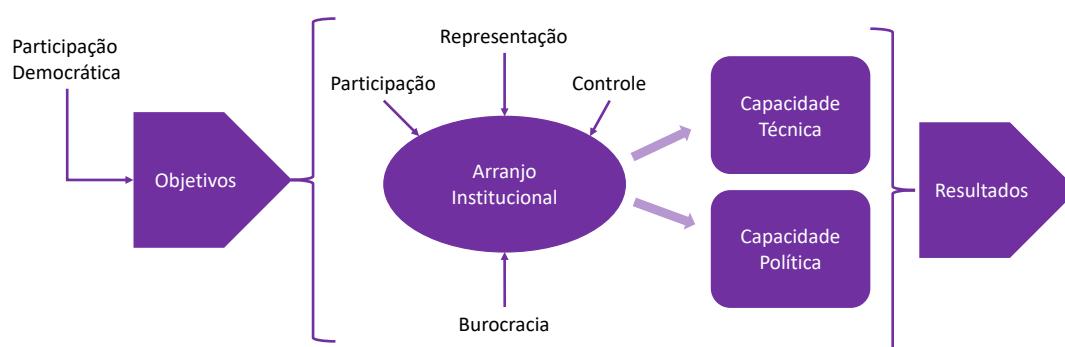 Participação
Democrática
Objetivos
Representação
Participação
Controle
Arranjo
Institucional
Burocracia
Capacidade
Técnica
Capacidade
Política
Resultados